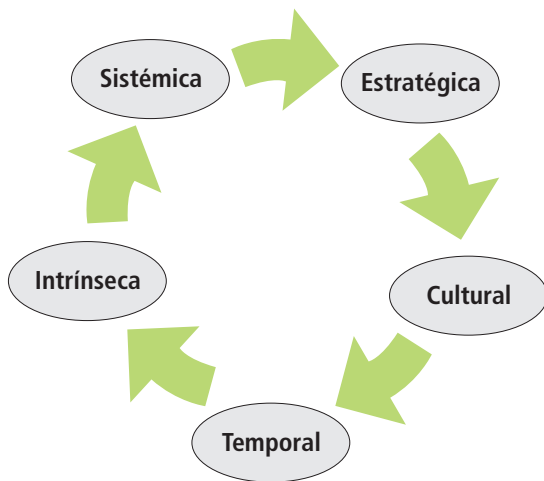 Sistémica
Estratégica
Cultural
Temporal
Intrínseca